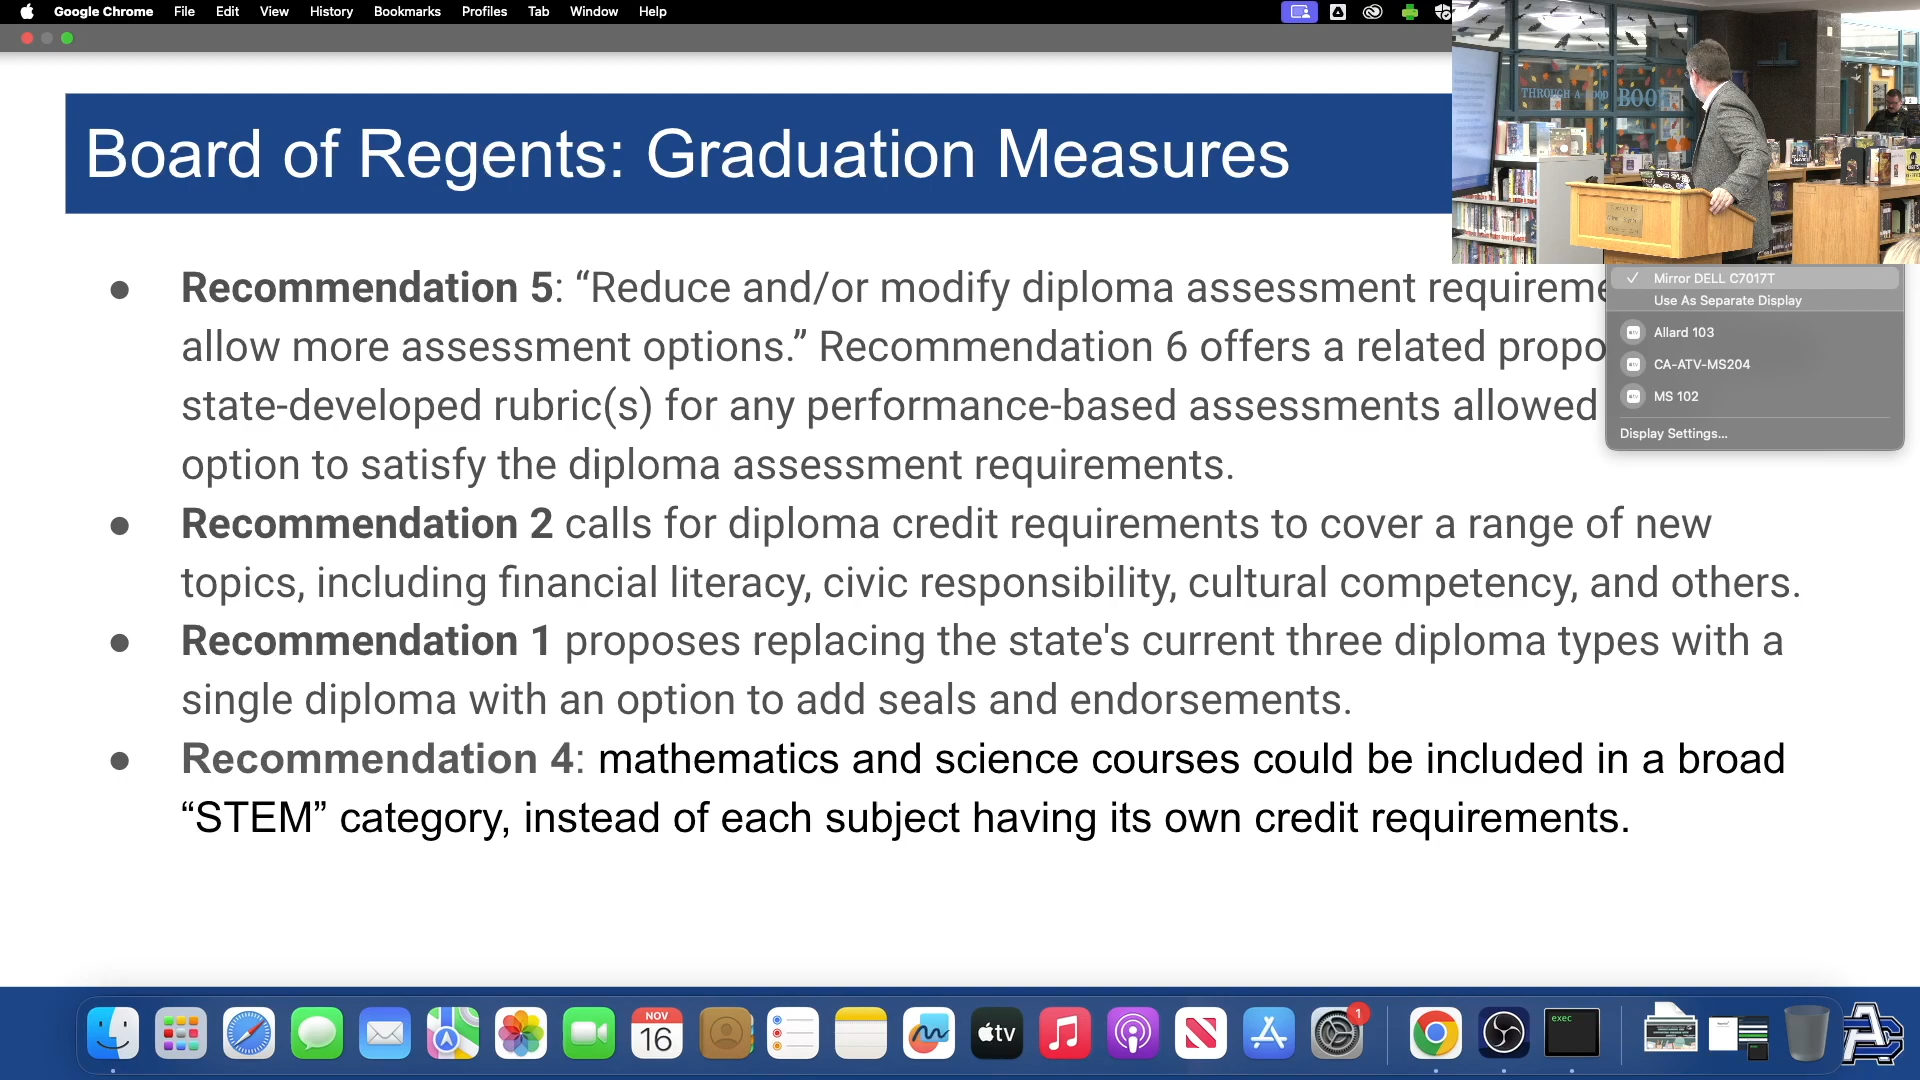 Google Chrome File Edit View History Bookmarks Profiles Tab Window Help
THROUGH A GOOD BOOK
Board of Regents: Graduation Measures
Mirror DELL C7017T
Use As Separate Display
Allard 103
CA-ATV-MS204
MS 102
Display Settings...
● Recommendation 5: “Reduce and/or modify diploma assessment requireme
allow more assessment options.” Recommendation 6 offers a related propo
state-developed rubric(s) for any performance-based assessments allowed
option to satisfy the diploma assessment requirements.
● Recommendation 2 calls for diploma credit requirements to cover a range of new
topics, including financial literacy, civic responsibility, cultural competency, and others.
● Recommendation 1 proposes replacing the state's current three diploma types with a
single diploma with an option to add seals and endorsements.
● Recommendation 4: mathematics and science courses could be included in a broad
“STEM” category, instead of each subject having its own credit requirements.
NOV
16
tv
1
exec